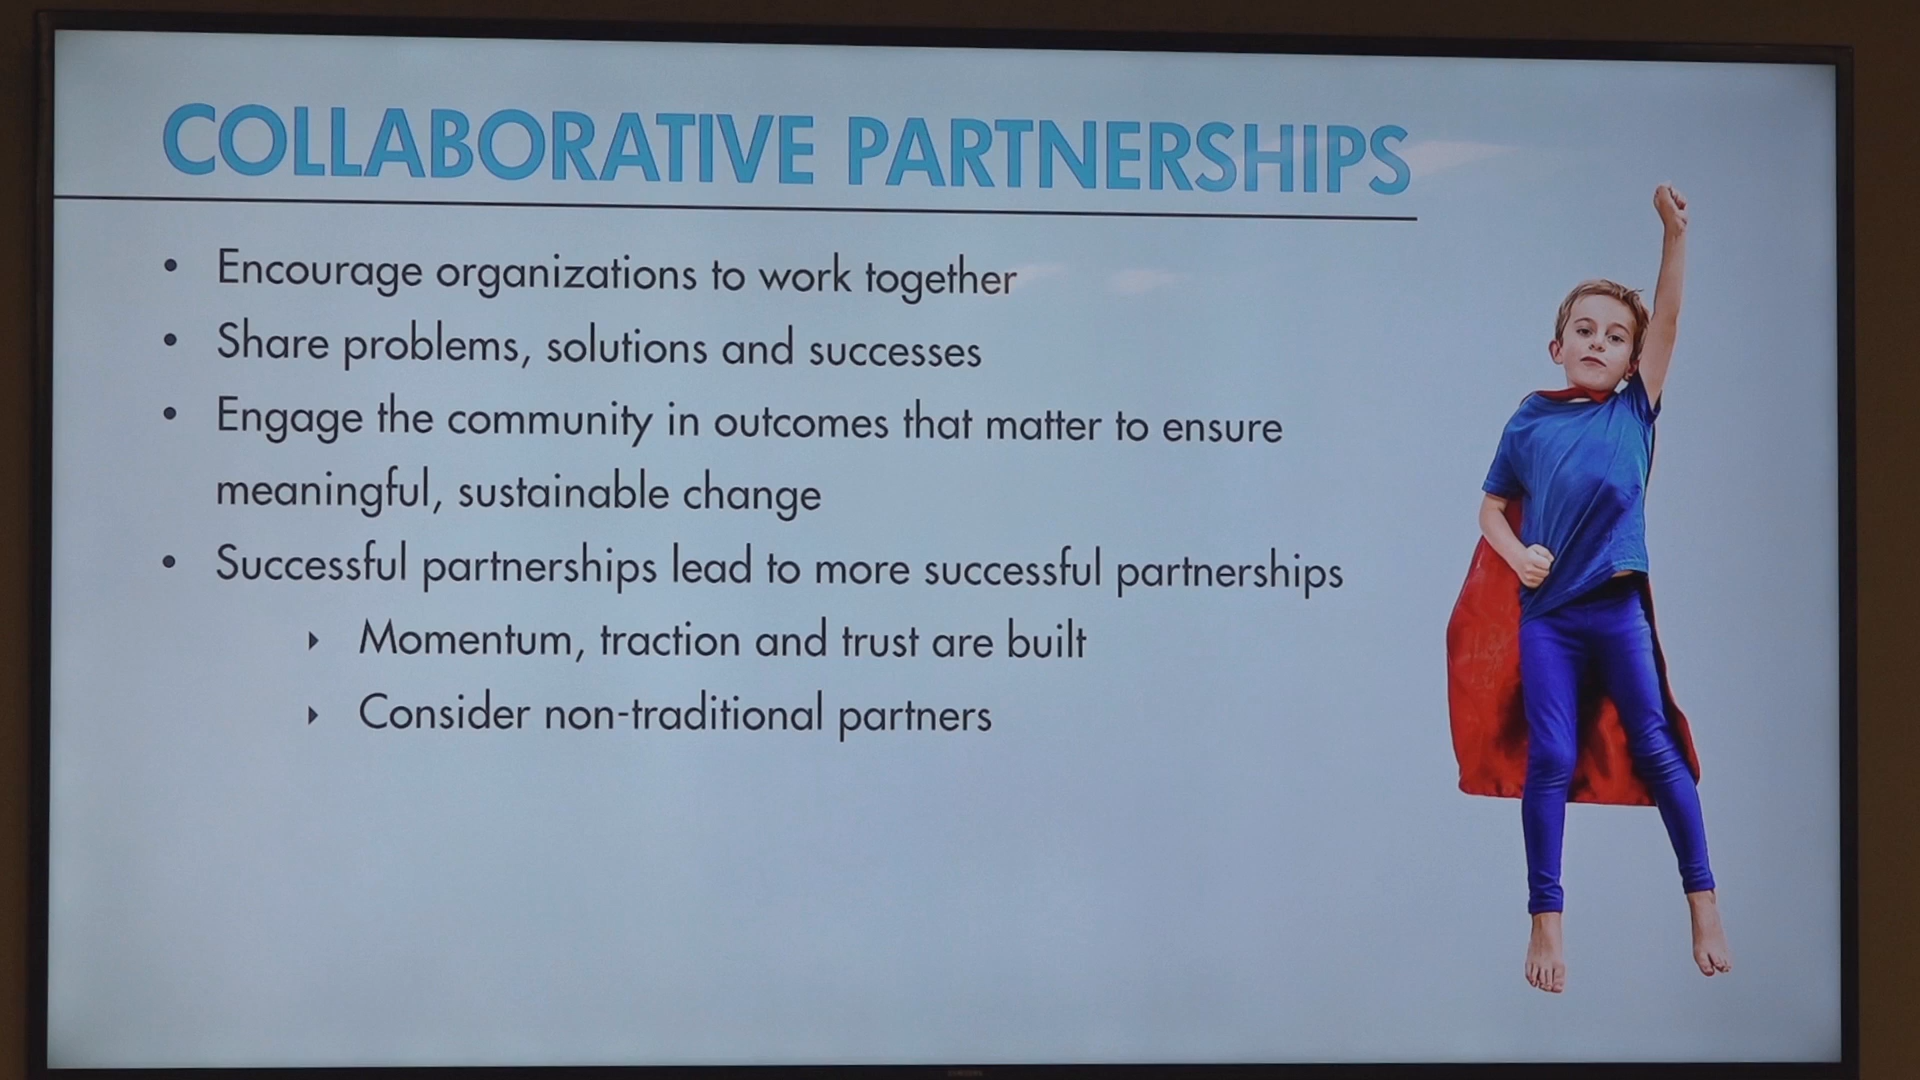 COLLABORATIVE PARTNERSHIPS
• Encourage organizations to work together
• Share problems, solutions and successes
• Engage the community in outcomes that matter to ensure
meaningful, sustainable change
• Successful partnerships lead to more successful partnerships
‣ Momentum, traction and trust are built
‣ Consider non-traditional partners